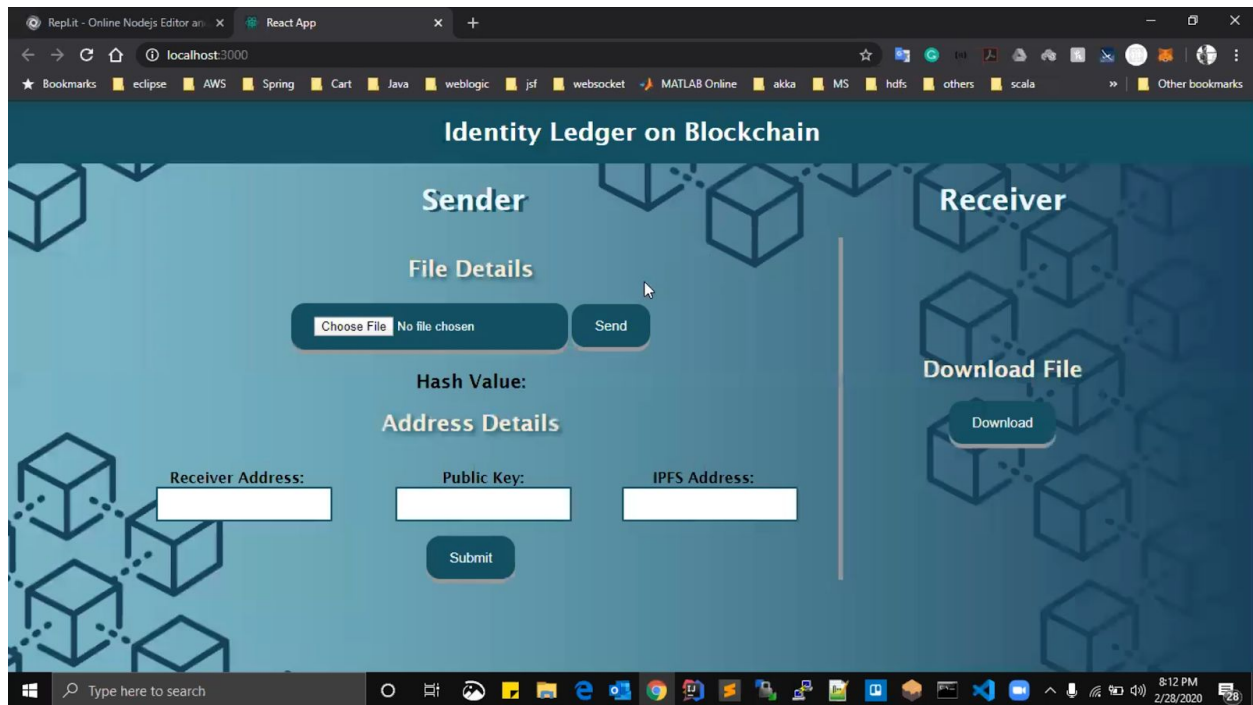 Repl.it - Online Nodejs Editor an
React App
localhost:3000
Bookmarks eclipse AWS Spring Cart Java weblogic jsf websocket MATLAB Online akka MS hdfs others scala » Other bookmarks
Identity Ledger on Blockchain
Sender
File Details
Choose File No file chosen
Send
Hash Value:
Address Details
Receiver Address: Public Key: IPFS Address:
Submit
Receiver
Download File
Download
Type here to search
8:12 PM
2/28/2020
28